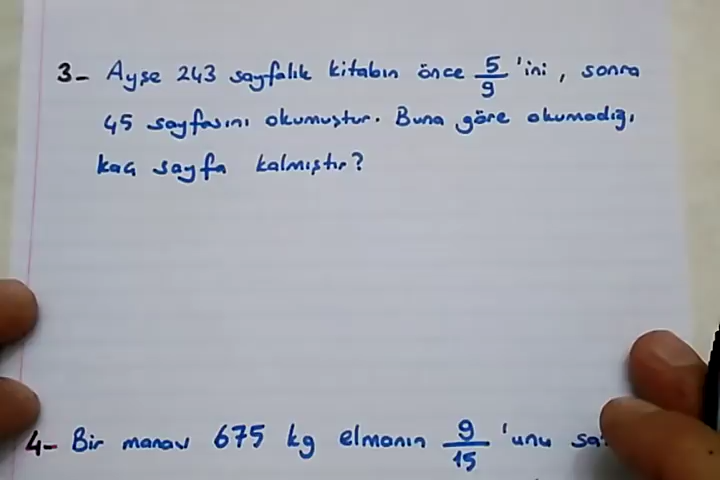 3- Ayşe 243 sayfalık kitabın önce 5/9 'ini, sonra
45 sayfasını okumuştur. Buna göre okumadığı
kaç sayfa kalmıştır?
4- Bir manav 675 kg elmanın 9/15 'unu